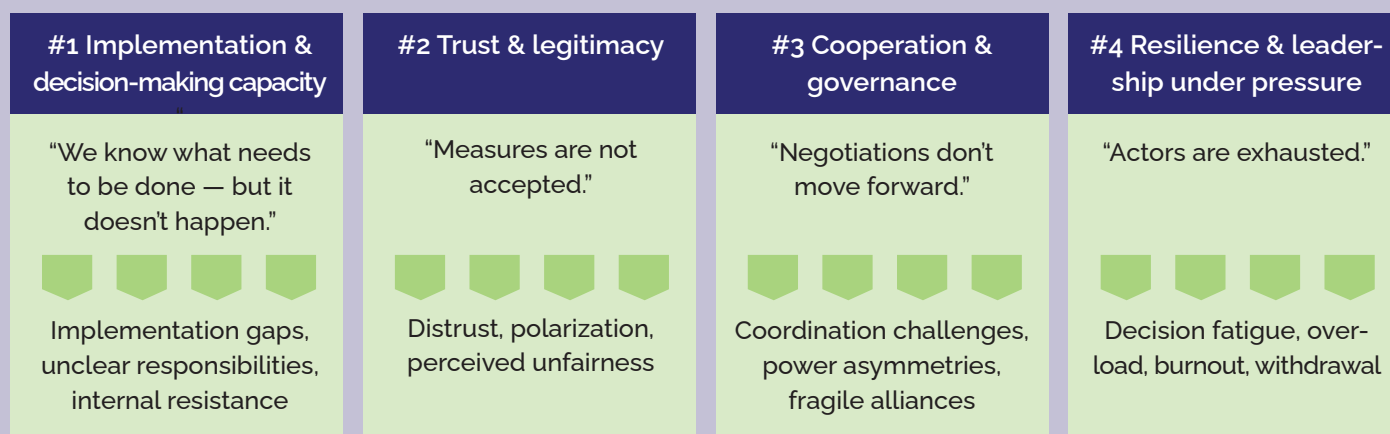 #1 Implementation &
decision-making capacity
“
“We know what needs
to be done — but it
doesn’t happen.”
Implementation gaps,
unclear responsibilities,
internal resistance
#2 Trust & legitimacy
“Measures are not
accepted.”
Distrust, polarization,
perceived unfairness
#3 Cooperation &
governance
“Negotiations don’t
move forward.”
Coordination challenges,
power asymmetries,
fragile alliances
#4 Resilience & leader-
ship under pressure
“Actors are exhausted.”
Decision fatigue, over-
load, burnout, withdrawal